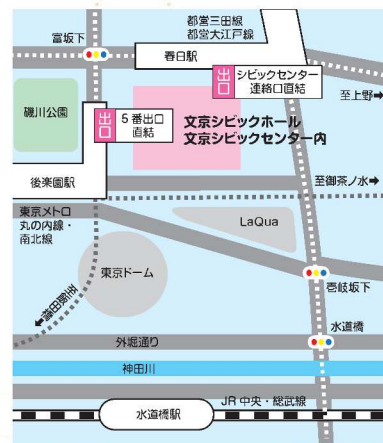 都営三田線
都営大江戸線
富坂下
春日駅
出口
シビックセンター
連絡口直結
至上野➡
礫川公園
出口
5番出口
直結
文京シビックホール
文京シビックセンター内
後楽園駅
至御茶ノ水➡
東京メトロ
丸の内線・
南北線
LaQua
東京ドーム
至飯田橋
壱岐坂下
水道橋
外堀通り
神田川
JR中央・総武線
水道橋駅